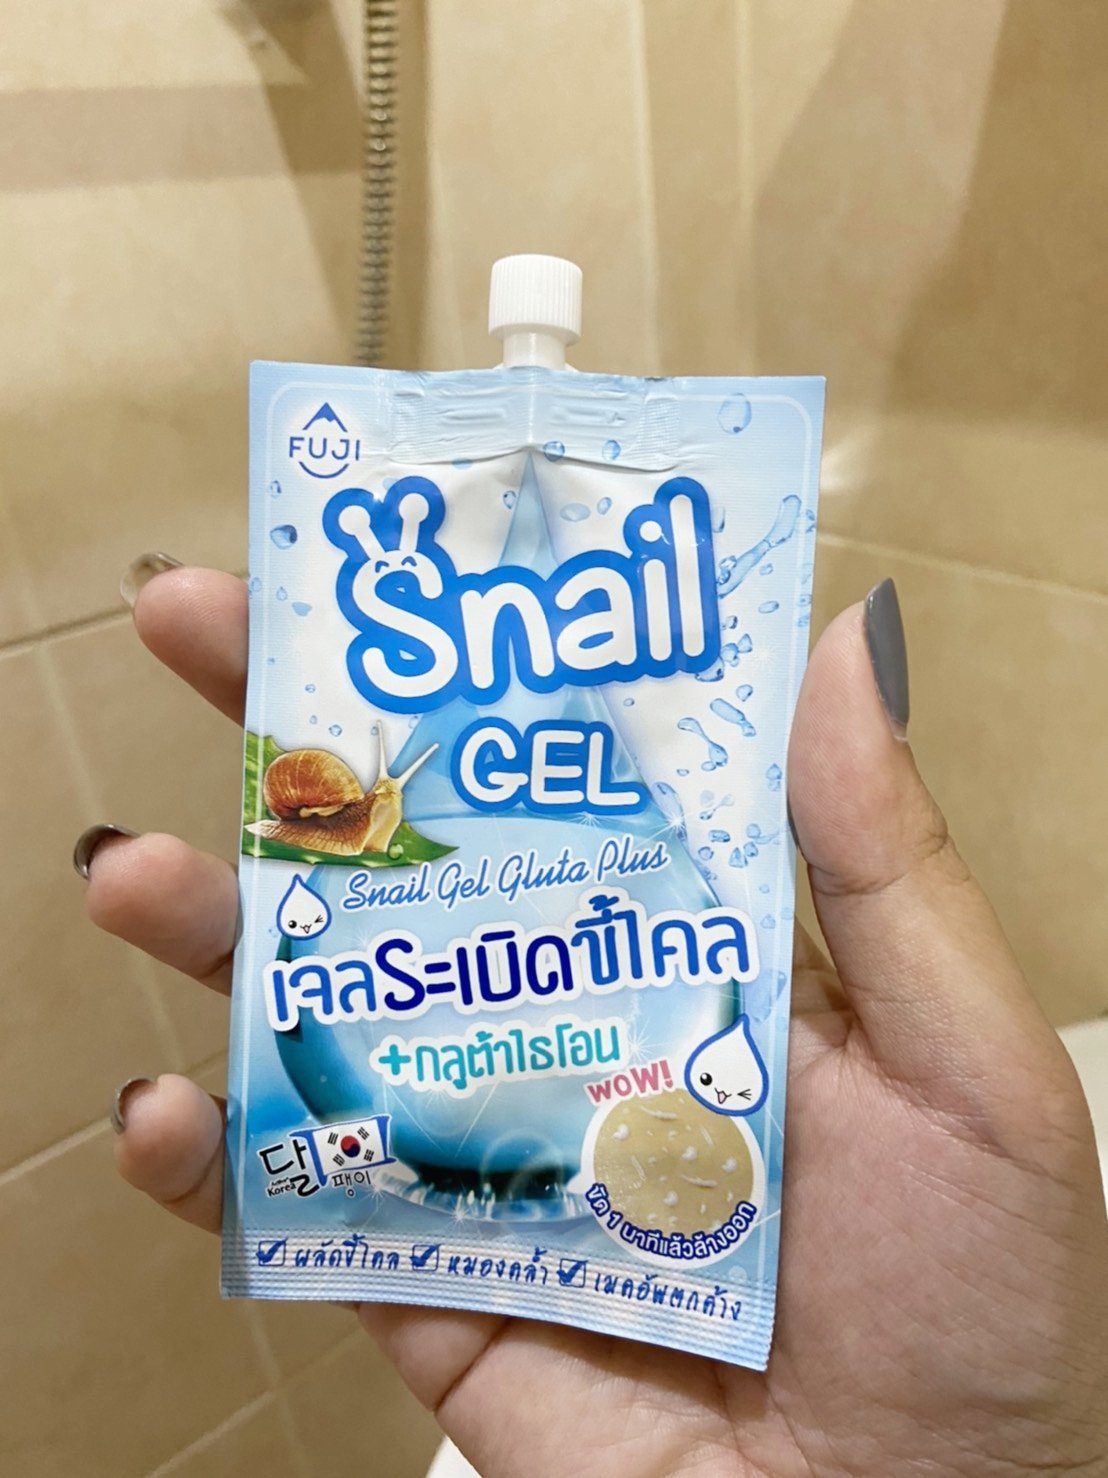 FUJI
Snail
GEL
Snail Gel Gluta Plus
เจลระเบิดขี้ไคล
+กลูต้าไธโอน
WOW!
달
팽이
Korea
ขัด 1 นาทีแล้วล้างออก
ผลัดขี้ไคล หมองคล้ำ เมคอัพตกค้าง